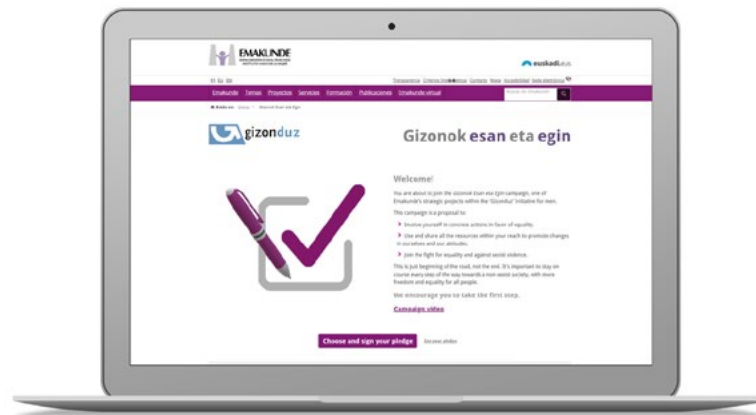 EMAKUNDE
euskadi.eus
Emakunde Temas Proyectos Servicios Formación Publicaciones Emakunde virtual
gizonduz
Gizonok esan eta egin
Welcome!
You are about to join the Gizonok Esan eta Egin campaign, one of
Emakunde's strategic projects within the 'Gizonduz' initiative for men.
This campaign is a proposal to:
Involve yourself in concrete actions in favor of equality.
Use and share all the resources within your reach to promote changes
in ourselves and our attitudes.
Join the fight for equality and against sexist violence.
This is just beginning of the road, not the end. It's important to stay on
course every step of the way towards a non-sexist society, with more
freedom and equality for all people.
We encourage you to take the first step.
Campaign video
Choose and sign your pledge